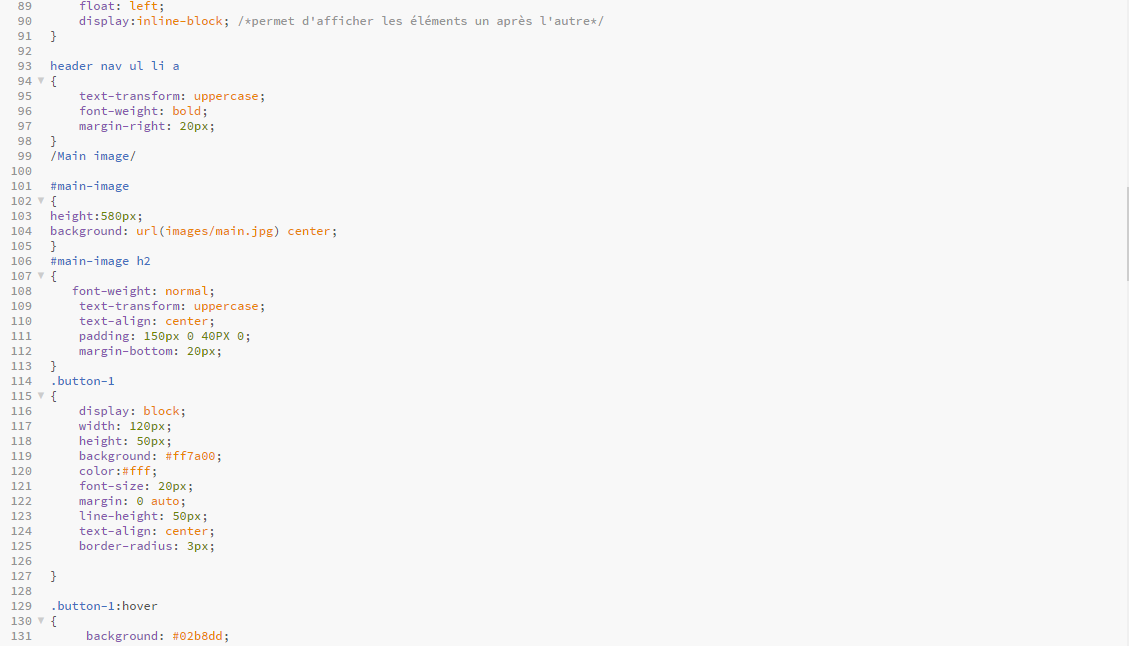 89 float: left;
90 display:inline-block; /*permet d'afficher les éléments un après l'autre*/
91 }
92
93 header nav ul li a
94 {
95 text-transform: uppercase;
96 font-weight: bold;
97 margin-right: 20px;
98 }
99 /Main image/
100
101 #main-image
102 {
103 height:580px;
104 background: url(images/main.jpg) center;
105 }
106 #main-image h2
107 {
108 font-weight: normal;
109 text-transform: uppercase;
110 text-align: center;
111 padding: 150px 0 40PX 0;
112 margin-bottom: 20px;
113 }
114 .button-1
115 {
116 display: block;
117 width: 120px;
118 height: 50px;
119 background: #ff7a00;
120 color:#fff;
121 font-size: 20px;
122 margin: 0 auto;
123 line-height: 50px;
124 text-align: center;
125 border-radius: 3px;
126
127 }
128
129 .button-1:hover
130 {
131 background: #02b8dd;